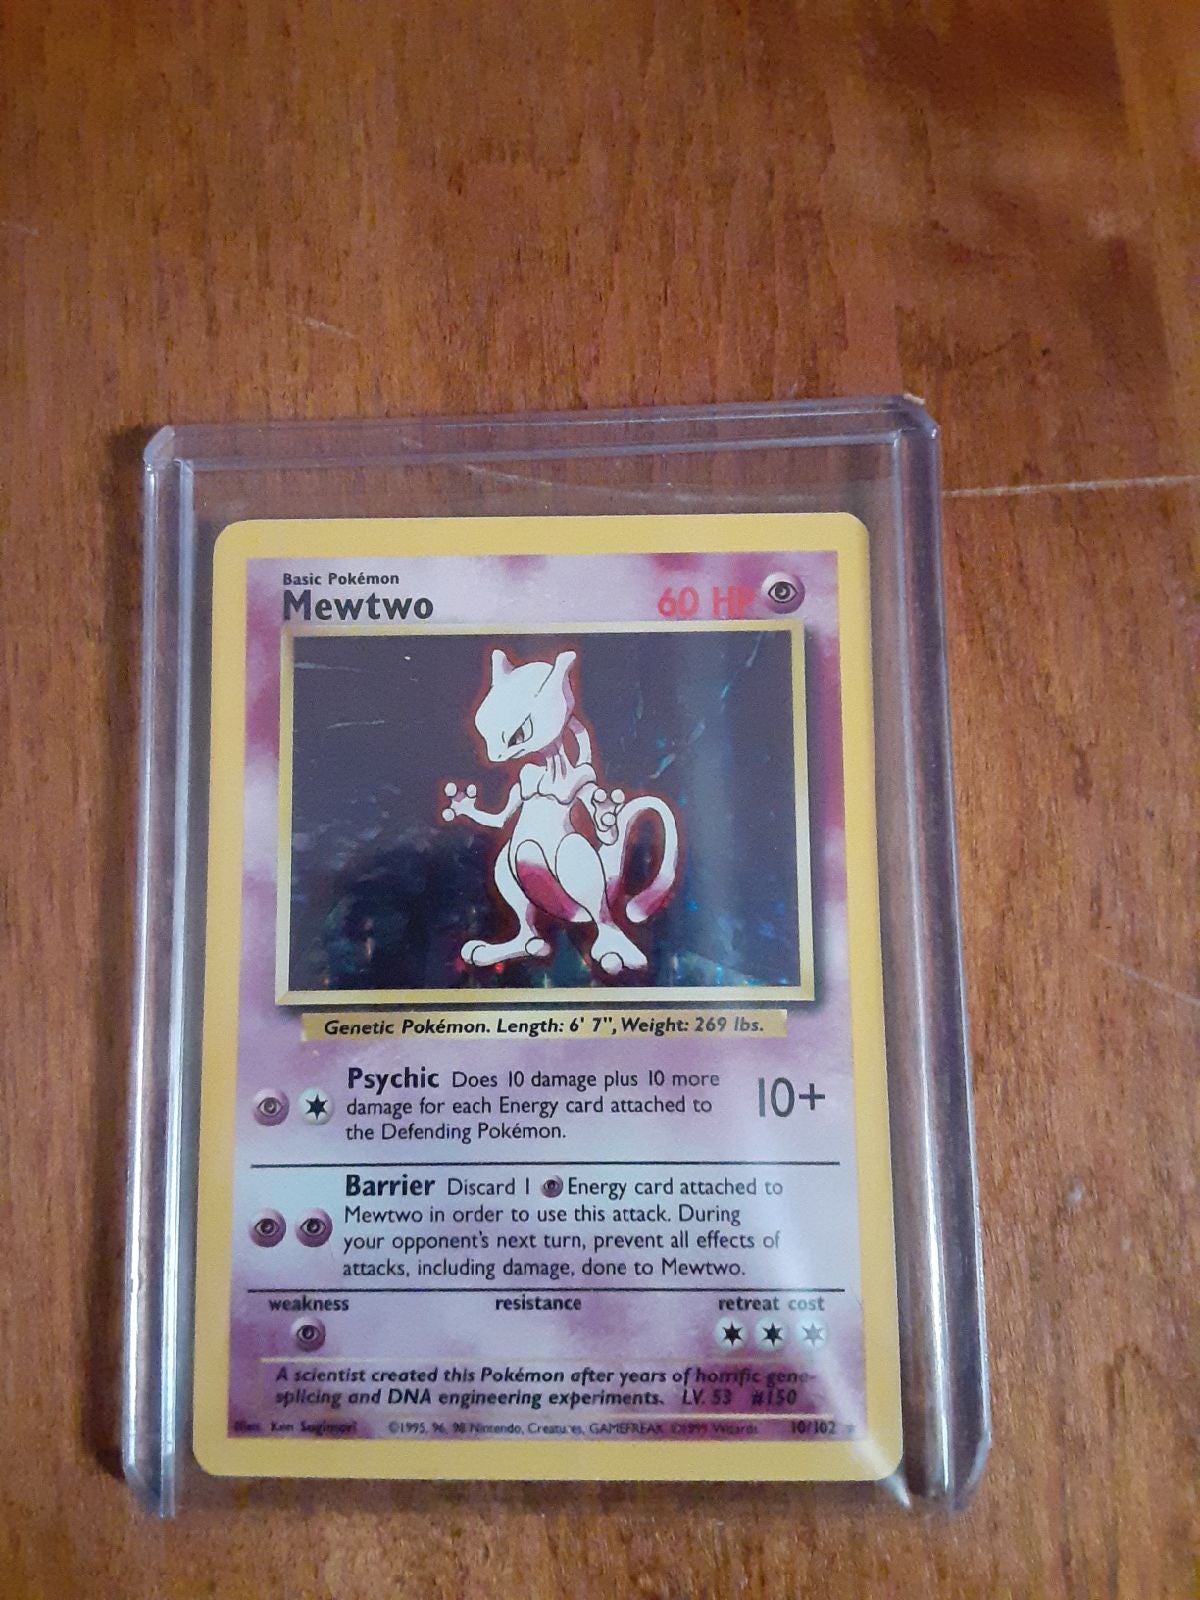 Basic Pokémon
Mewtwo 60 HP
Genetic Pokémon. Length: 6' 7", Weight: 269 lbs.
Psychic Does 10 damage plus 10 more
damage for each Energy card attached to
the Defending Pokémon.
10+
Barrier Discard 1 Energy card attached to
Mewtwo in order to use this attack. During
your opponent's next turn, prevent all effects of
attacks, including damage, done to Mewtwo.
weakness resistance retreat cost
A scientist created this Pokémon after years of horrific gene-
splicing and DNA engineering experiments. LV. 53 #150
Illus. Ken Sugimori ©1995, 96, 98 Nintendo, Creatures, GAMEFREAK. ©1999 Wizards. 10/102